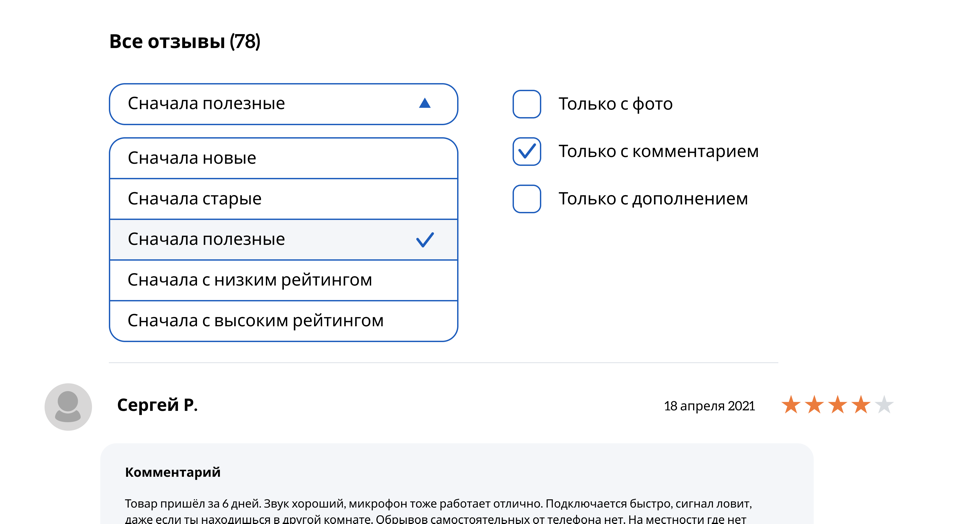 Все отзывы (78)
Сначала полезные
Сначала новые
Сначала старые
Сначала полезные
Сначала с низким рейтингом
Сначала с высоким рейтингом
Только с фото
Только с комментарием
Только с дополнением
Сергей Р.
18 апреля 2021
Комментарий
Товар пришёл за 6 дней. Звук хороший, микрофон тоже работает отлично. Подключается быстро, сигнал ловит,
даже если ты находишься в другой комнате. Обрывов самостоятельных от телефона нет. На местности где нет